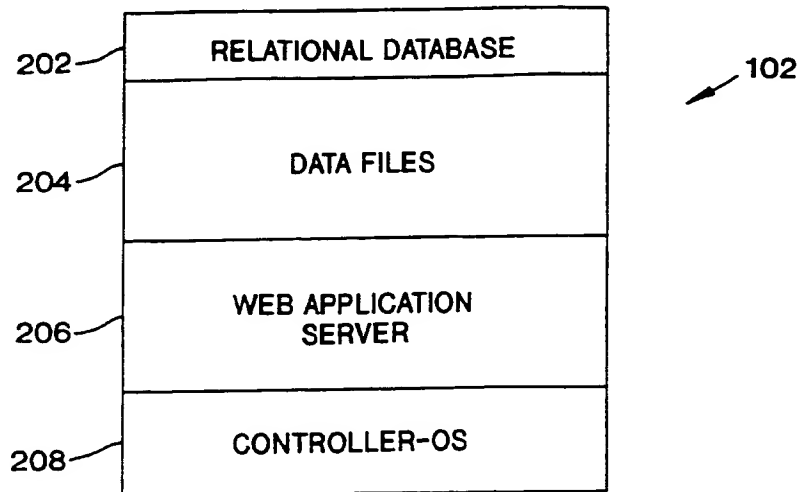 202
RELATIONAL DATABASE
102
204
DATA FILES
206
WEB APPLICATION
SERVER
208
CONTROLLER-OS